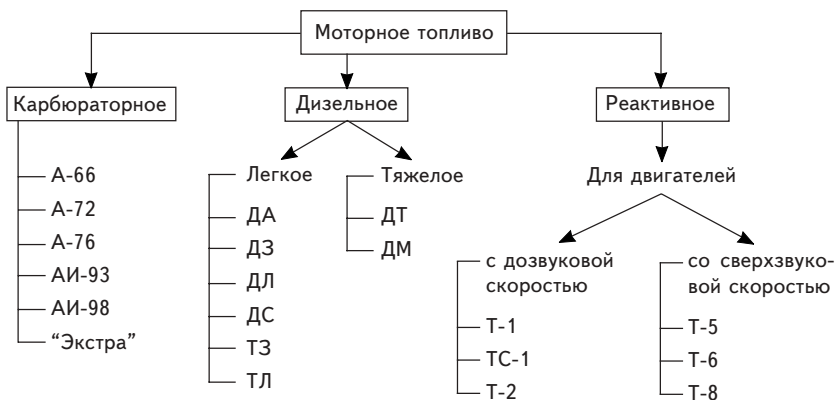 Моторное топливо
Карбюраторное
А-66
А-72
А-76
АИ-93
АИ-98
“Экстра”
Дизельное
Легкое
ДА
ДЗ
ДЛ
ДС
ТЗ
ТЛ
Тяжелое
ДТ
ДМ
Реактивное
Для двигателей
с дозвуковой
скоростью
Т-1
ТС-1
Т-2
со сверхзвуко-
вой скоростью
Т-5
Т-6
Т-8